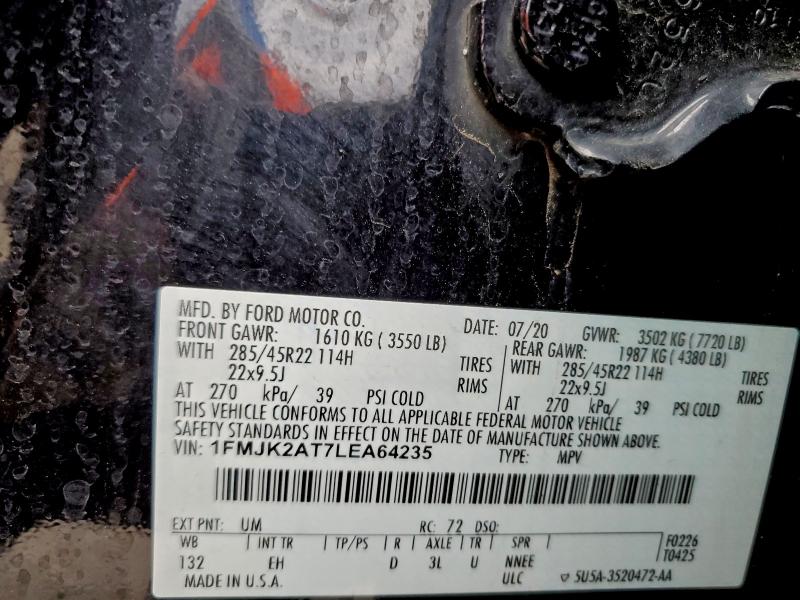 MFD. BY FORD MOTOR CO. DATE: 07/20 GVWR: 3502 KG ( 7720 LB)
FRONT GAWR: 1610 KG ( 3550 LB) REAR GAWR: 1987 KG ( 4380 LB)
WITH 285/45R22 114H TIRES WITH 285/45R22 114H TIRES
22x9.5J RIMS 22x9.5J RIMS
AT 270 kPa/ 39 PSI COLD AT 270 kPa/ 39 PSI COLD
THIS VEHICLE CONFORMS TO ALL APPLICABLE FEDERAL MOTOR VEHICLE
SAFETY STANDARDS IN EFFECT ON THE DATE OF MANUFACTURE SHOWN ABOVE.
VIN: 1FMJK2AT7LEA64235 TYPE: MPV
EXT PNT: UM RC: 72 DSO: F0226
WB INT TR TP/PS R AXLE TR SPR T0425
132 EH D 3L U NNEE
MADE IN U.S.A. ULC 5U5A-3520472-AA